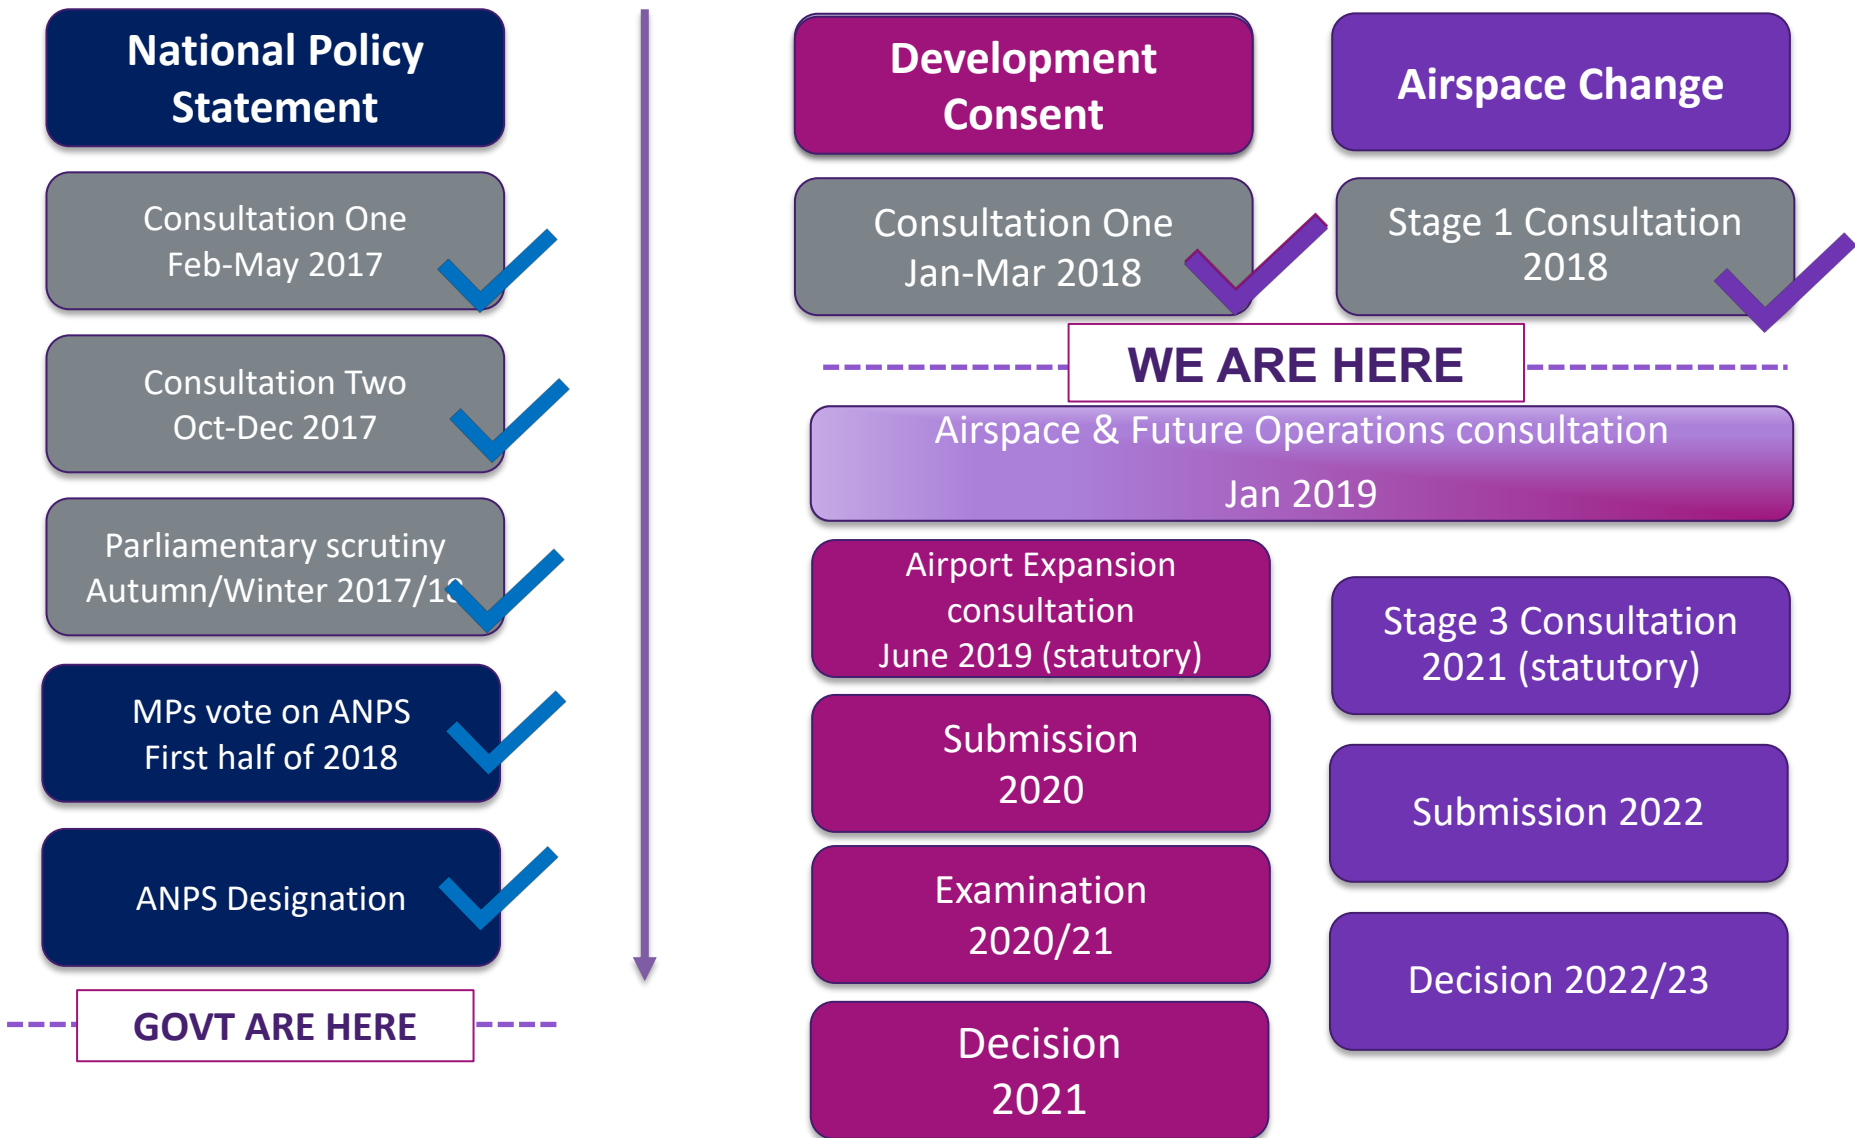 National Policy
Statement
Consultation One
Feb-May 2017
Consultation Two
Oct-Dec 2017
Parliamentary scrutiny
Autumn/Winter 2017/18
MPs vote on ANPS
First half of 2018
ANPS Designation
GOVT ARE HERE
Development
Consent
Airspace Change
Consultation One
Jan-Mar 2018
Stage 1 Consultation
2018
WE ARE HERE
Airspace & Future Operations consultation
Jan 2019
Airport Expansion
consultation
June 2019 (statutory)
Submission
2020
Examination
2020/21
Decision
2021
Stage 3 Consultation
2021 (statutory)
Submission 2022
Decision 2022/23